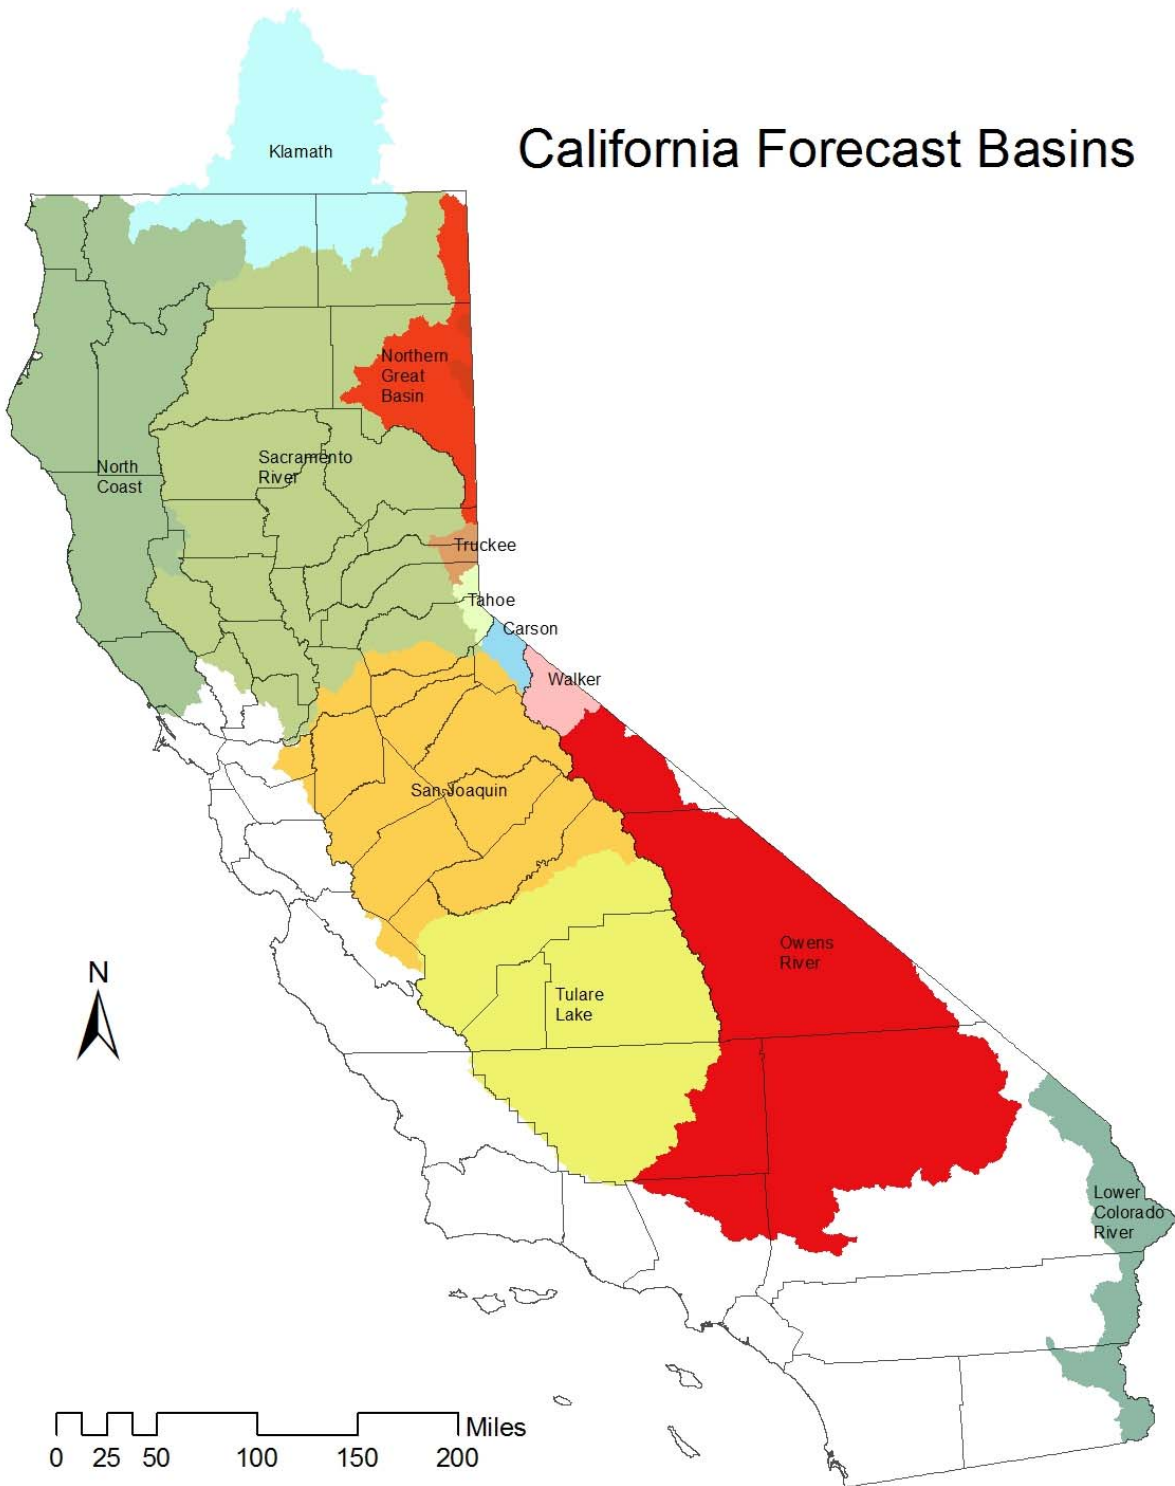 California Forecast Basins
Klamath
Northern
Great
Basin
North
Coast
Sacramento
River
Truckee
Tahoe
Carson
Walker
San Joaquin
Owens
River
Tulare
Lake
N
Lower
Colorado
River
Miles
0 25 50 100 150 200